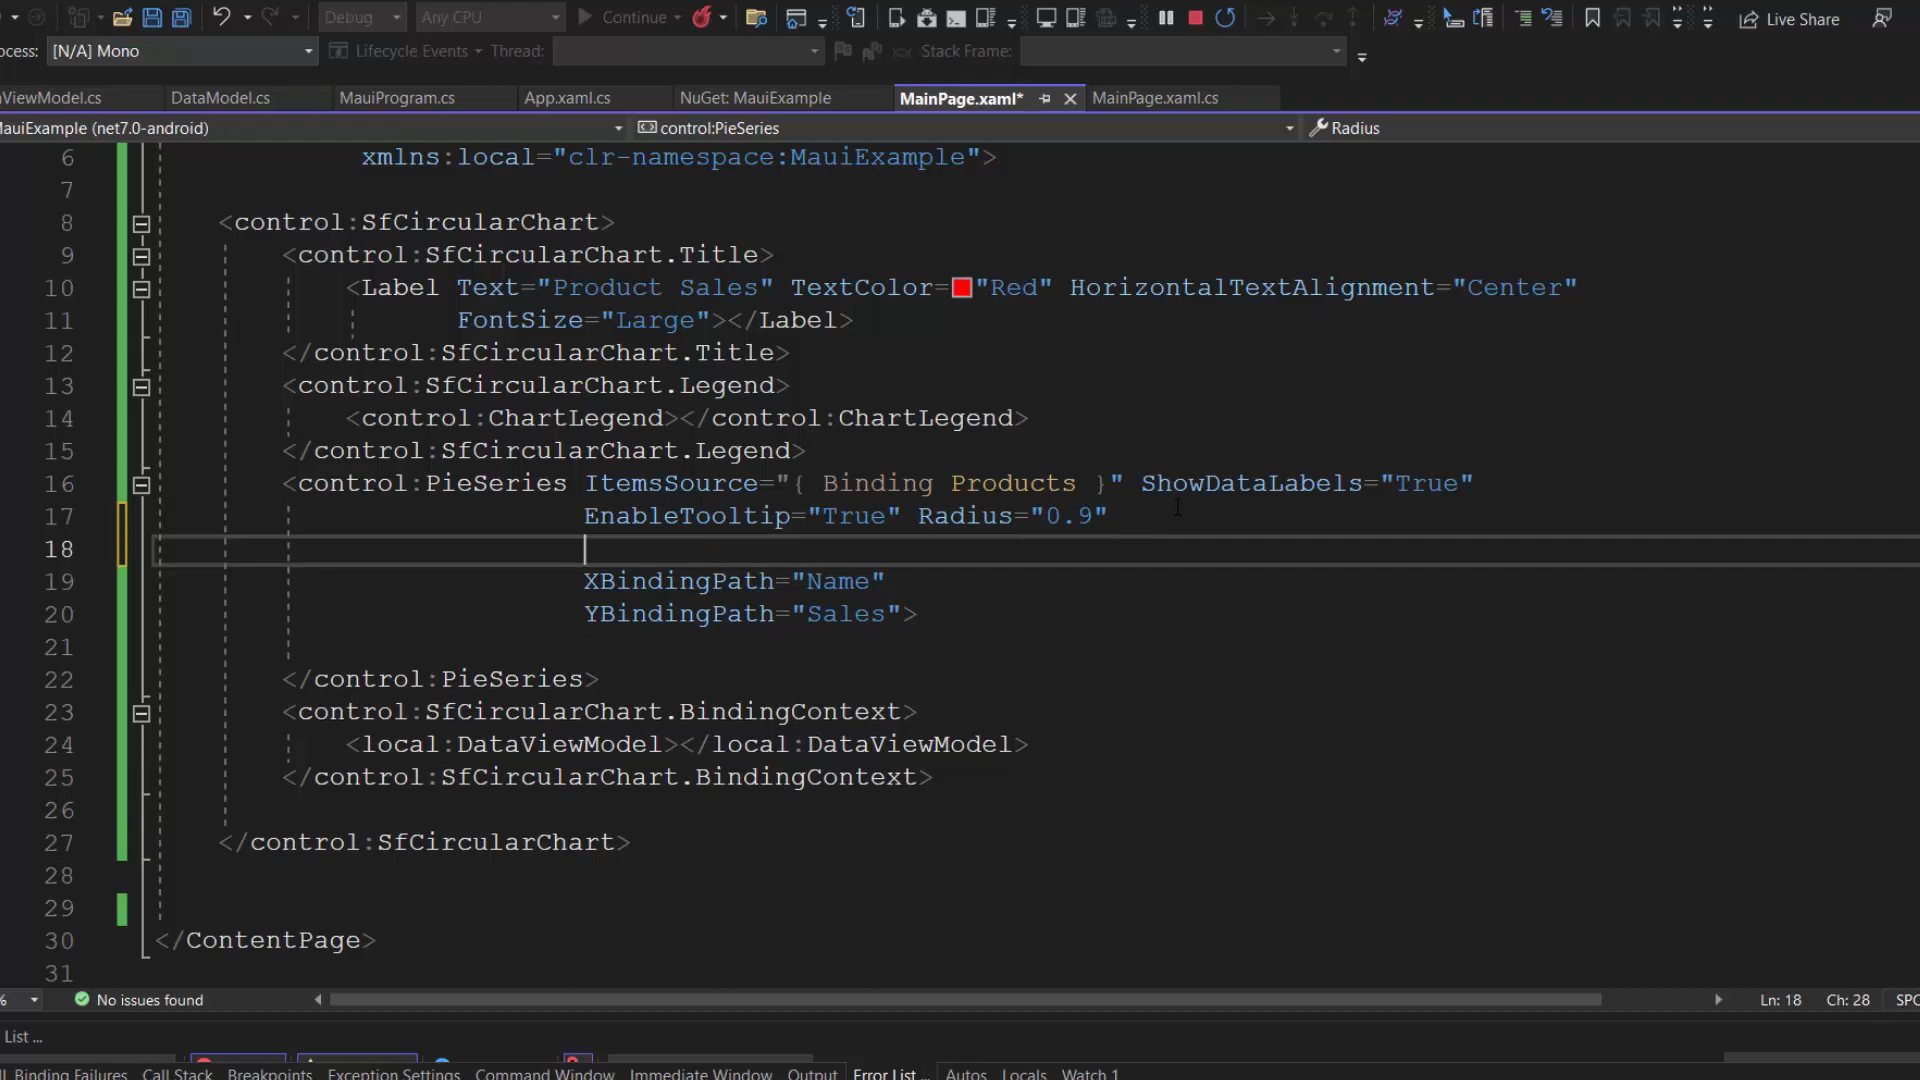 Debug
Any CPU
Continue
Live Share
ocess:
[N/A] Mono
Lifecycle Events
Thread:
Stack Frame:
ViewModel.cs
DataModel.cs
MauiProgram.cs
App.xaml.cs
NuGet: MauiExample
MainPage.xaml*
MainPage.xaml.cs
MauiExample (net7.0-android)
control:PieSeries
Radius
6 xmlns:local="clr-namespace:MauiExample">
7
8 <control:SfCircularChart>
9 <control:SfCircularChart.Title>
10 <Label Text="Product Sales" TextColor="Red" HorizontalTextAlignment="Center"
11 FontSize="Large"></Label>
12 </control:SfCircularChart.Title>
13 <control:SfCircularChart.Legend>
14 <control:ChartLegend></control:ChartLegend>
15 </control:SfCircularChart.Legend>
16 <control:PieSeries ItemsSource="{ Binding Products }" ShowDataLabels="True"
17 EnableTooltip="True" Radius="0.9"
18
19 XBindingPath="Name"
20 YBindingPath="Sales">
21
22 </control:PieSeries>
23 <control:SfCircularChart.BindingContext>
24 <local:DataViewModel></local:DataViewModel>
25 </control:SfCircularChart.BindingContext>
26
27 </control:SfCircularChart>
28
29
30 </ContentPage>
31
%
No issues found
Ln: 18
Ch: 28
SPC
List ...
Binding Failures
Call Stack
Breakpoints
Exception Settings
Command Window
Immediate Window
Output
Error List ...
Autos
Locals
Watch 1